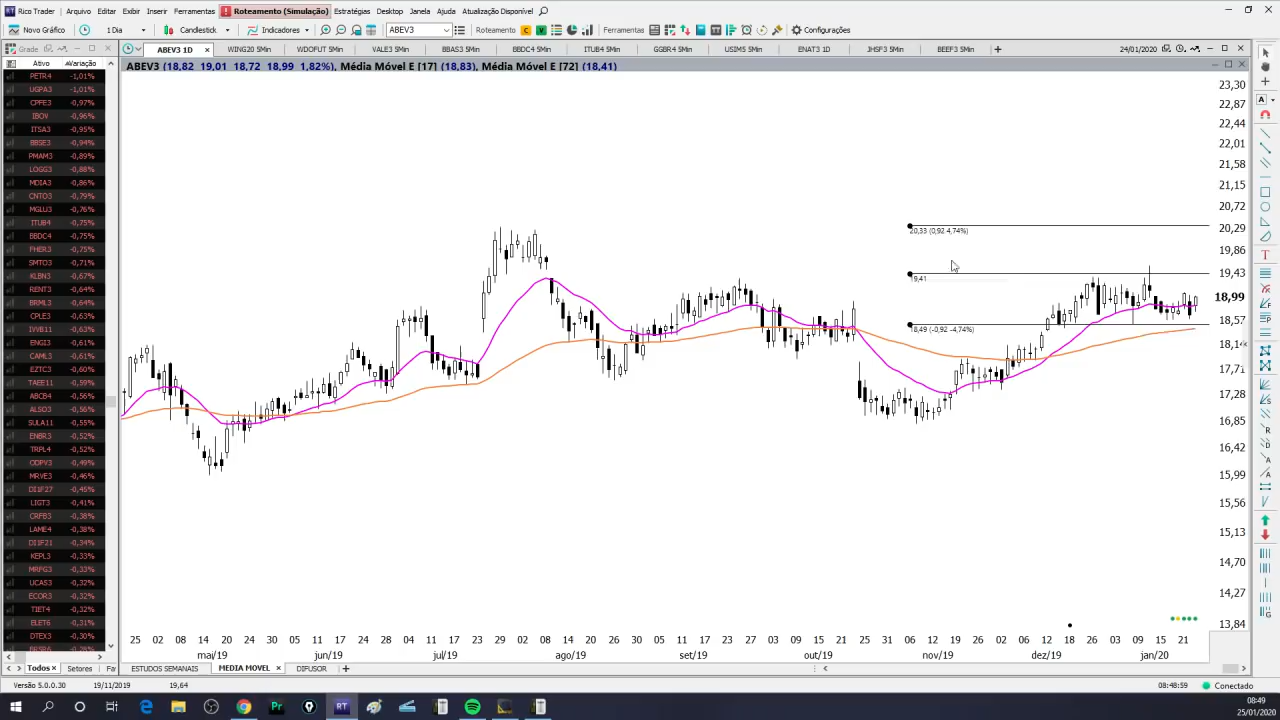 Rico Trader Arquivo Editar Exibir Inserir Ferramentas Roteamento (Simulação) Estratégias Desktop Janela Ajuda Atualização Disponível
Novo Gráfico 1 Dia Candlestick Indicadores ABEV3 Roteamento C V Ferramentas Configurações
Grade ABEV3 1D WING20 5Min WDOFUT 5Min VALE3 5Min BBAS3 5Min BBDC4 5Min ITUB4 5Min GGBR4 5Min USIM5 5Min ENAT3 1D JHSF3 5Min BEEF3 5Min 24/01/2020
Ativo Variação
ABEV3 (18,82 19,01 18,72 18,99 1,82%), Média Móvel E [17] (18,83), Média Móvel E [72] (18,41)
PETR4 -1,01%
UGPA3 -1,01%
CPFE3 -0,97%
IBOV -0,96%
ITSA3 -0,95%
BBSE3 -0,94%
PMAM3 -0,89%
LOGG3 -0,88%
MDIA3 -0,86%
CNTO3 -0,79%
MGLU3 -0,76%
ITUB4 -0,75%
BBDC4 -0,75%
FHER3 -0,75%
SMTO3 -0,71%
KLBN3 -0,67%
RENT3 -0,64%
BRML3 -0,64%
CPLE3 -0,63%
IVVB11 -0,63%
ENGI3 -0,63%
CAML3 -0,61%
EZTC3 -0,60%
TAEE11 -0,59%
ABCB4 -0,56%
ALSO3 -0,56%
SULA11 -0,55%
ENBR3 -0,52%
TRPL4 -0,52%
ODPV3 -0,49%
MRVE3 -0,46%
DI1F27 -0,45%
LIGT3 -0,41%
CRFB3 -0,38%
LAME4 -0,38%
DI1F21 -0,34%
KEPL3 -0,33%
MRFG3 -0,33%
UCAS3 -0,32%
ECOR3 -0,32%
TIET4 -0,32%
ELET6 -0,31%
DTEX3 -0,30%
20,33 (0,92 4,74%)
19,41
8,49 (-0,92 -4,74%)
23,30
22,87
22,44
22,01
21,58
21,15
20,72
20,29
19,86
19,43
18,99
18,57
18,14
17,71
17,28
16,85
16,42
15,99
15,56
15,13
14,70
14,27
13,84
25 02 08 14 20 24 30 05 11 17 24 28 04 11 17 23 29 02 08 14 20 26 30 05 11 17 23 27 03 09 15 21 25 31 06 12 19 25 02 06 12 18 26 03 09 15 21
mai/19 jun/19 jul/19 ago/19 set/19 out/19 nov/19 dez/19 jan/20
Todos Setores Fa ESTUDOS SEMANAIS MEDIA MOVEL DIFUSOR
Versão 5.0.0.30 19/11/2019 19,64 08:48:59 Conectado
08:49
25/01/2020